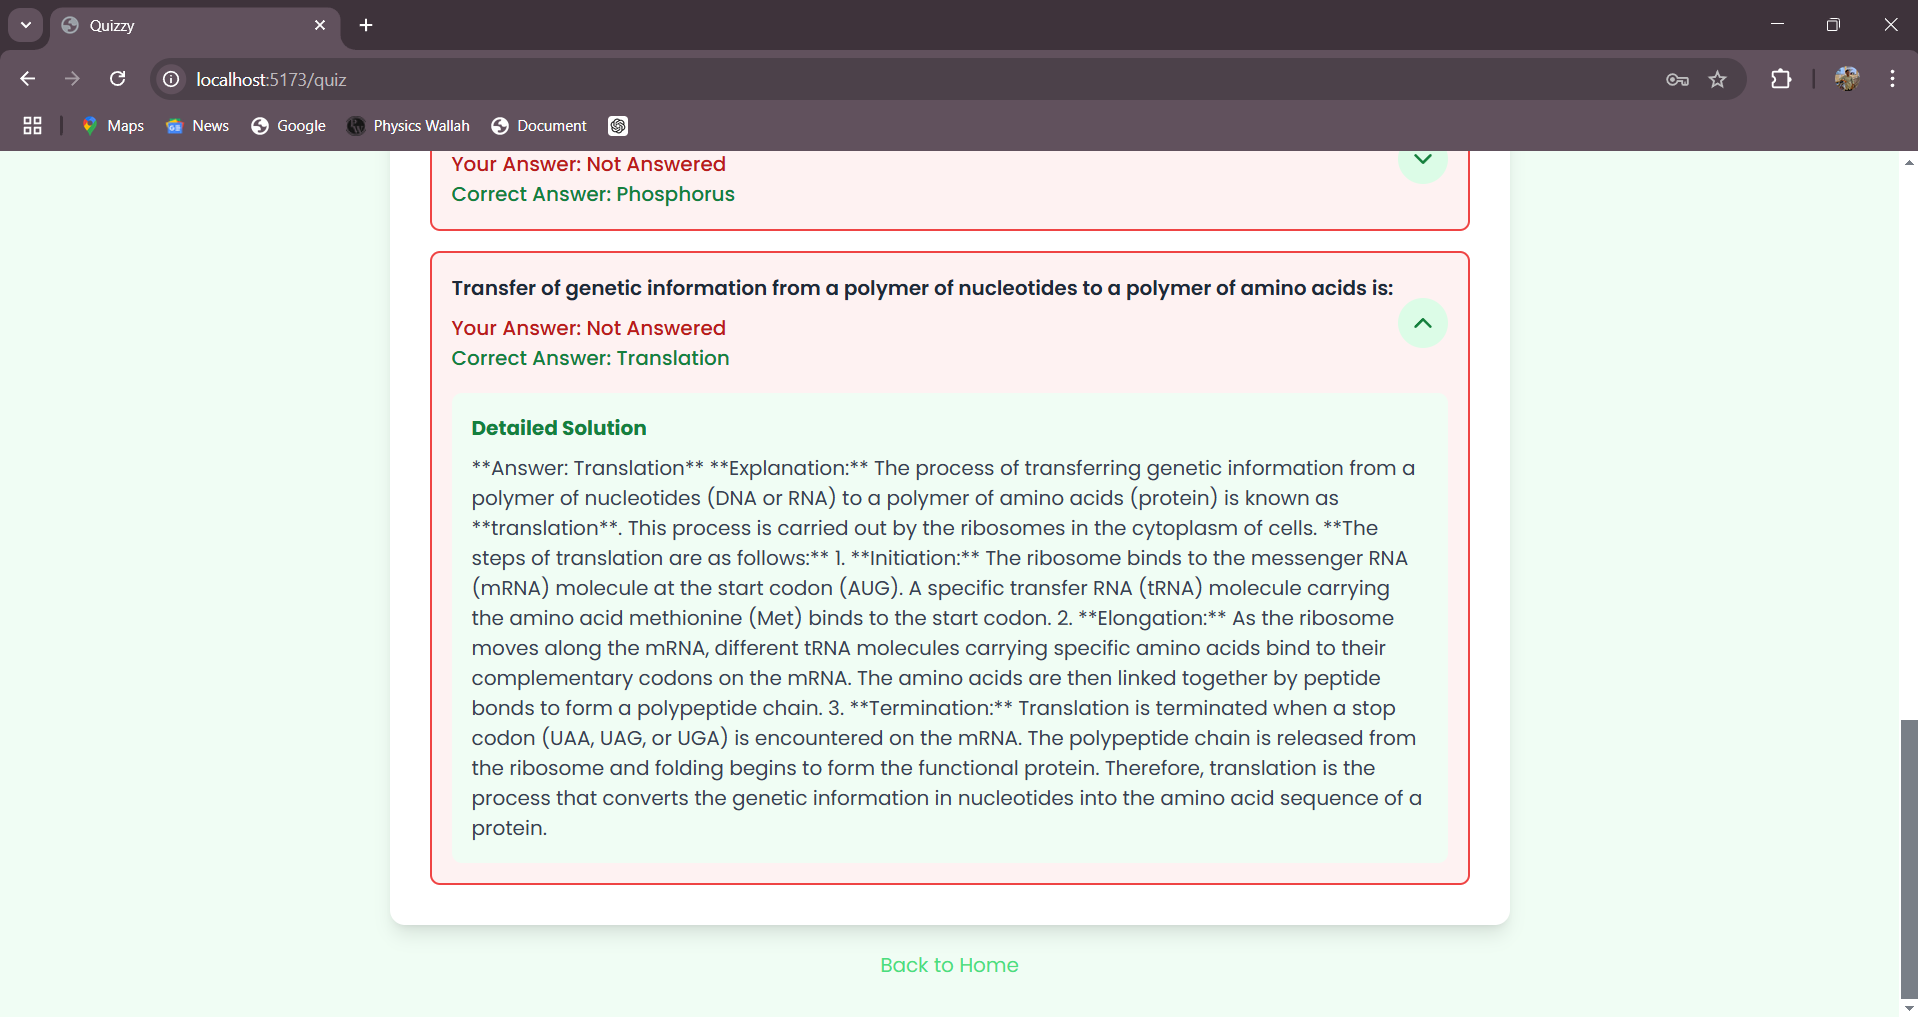 Quizzy
localhost:5173/quiz
Maps
News
Google
Physics Wallah
Document
Your Answer: Not Answered
Correct Answer: Phosphorus
Transfer of genetic information from a polymer of nucleotides to a polymer of amino acids is:
Your Answer: Not Answered
Correct Answer: Translation
Detailed Solution
**Answer: Translation** **Explanation:** The process of transferring genetic information from a
polymer of nucleotides (DNA or RNA) to a polymer of amino acids (protein) is known as
**translation**. This process is carried out by the ribosomes in the cytoplasm of cells. **The
steps of translation are as follows:** 1. **Initiation:** The ribosome binds to the messenger RNA
(mRNA) molecule at the start codon (AUG). A specific transfer RNA (tRNA) molecule carrying
the amino acid methionine (Met) binds to the start codon. 2. **Elongation:** As the ribosome
moves along the mRNA, different tRNA molecules carrying specific amino acids bind to their
complementary codons on the mRNA. The amino acids are then linked together by peptide
bonds to form a polypeptide chain. 3. **Termination:** Translation is terminated when a stop
codon (UAA, UAG, or UGA) is encountered on the mRNA. The polypeptide chain is released from
the ribosome and folding begins to form the functional protein. Therefore, translation is the
process that converts the genetic information in nucleotides into the amino acid sequence of a
protein.
Back to Home